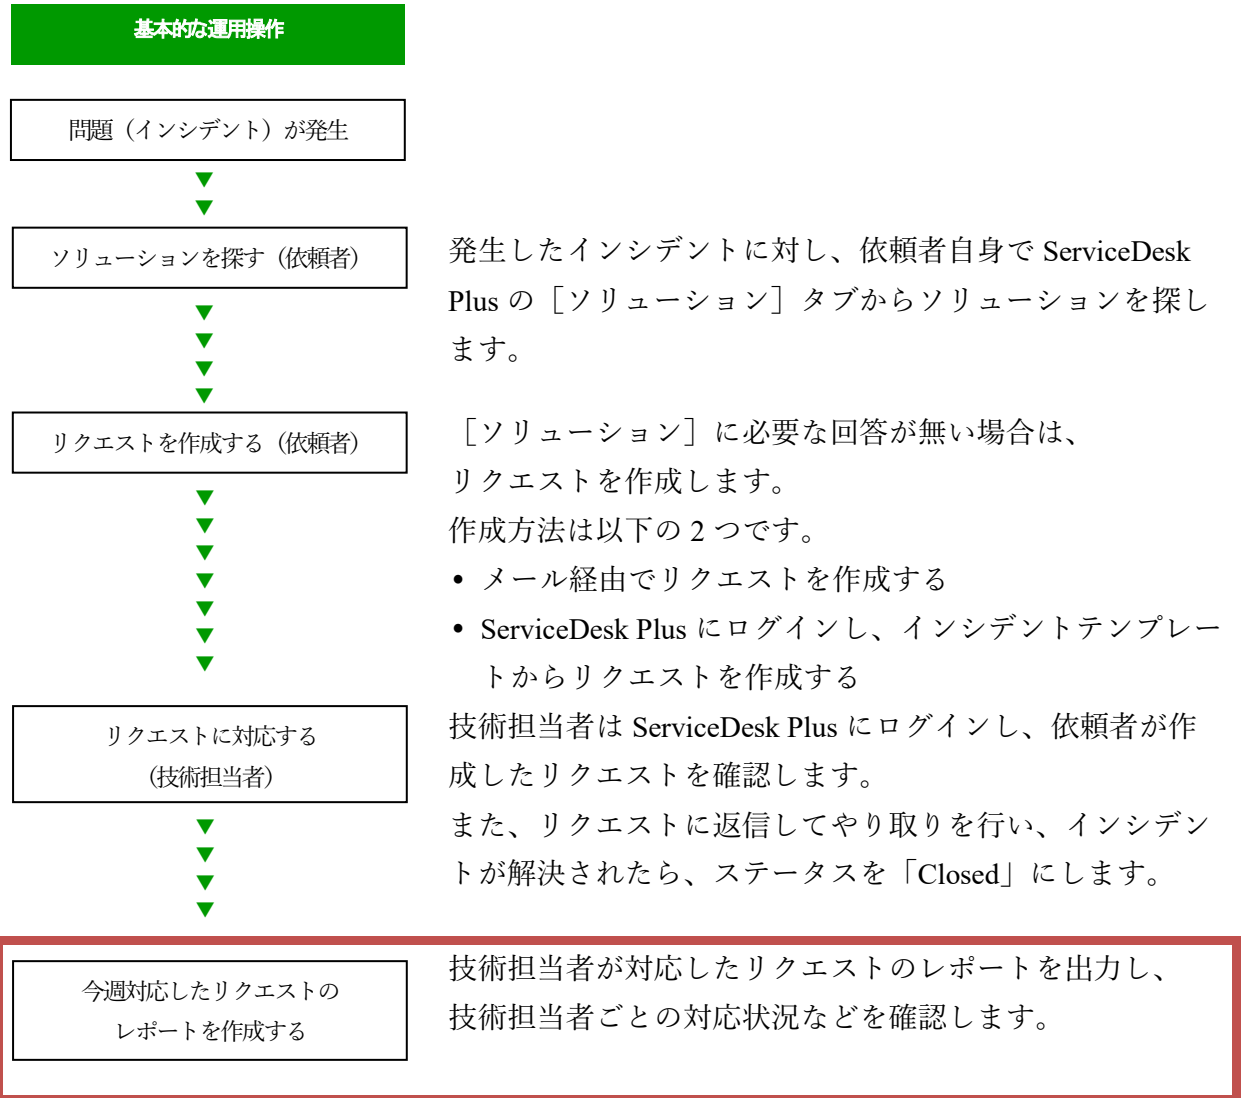 基本的な運用操作
問題（インシデント）が発生
ソリューションを探す（依頼者）
発生したインシデントに対し、依頼者自身で ServiceDesk
Plus の［ソリューション］タブからソリューションを探し
ます。
リクエストを作成する（依頼者）
［ソリューション］に必要な回答が無い場合は、
リクエストを作成します。
作成方法は以下の 2 つです。
• メール経由でリクエストを作成する
• ServiceDesk Plus にログインし、インシデントテンプレー
トからリクエストを作成する
リクエストに対応する
（技術担当者）
技術担当者は ServiceDesk Plus にログインし、依頼者が作
成したリクエストを確認します。
また、リクエストに返信してやり取りを行い、インシデン
トが解決されたら、ステータスを「Closed」にします。
今週対応したリクエストの
レポートを作成する
技術担当者が対応したリクエストのレポートを出力し、
技術担当者ごとの対応状況などを確認します。